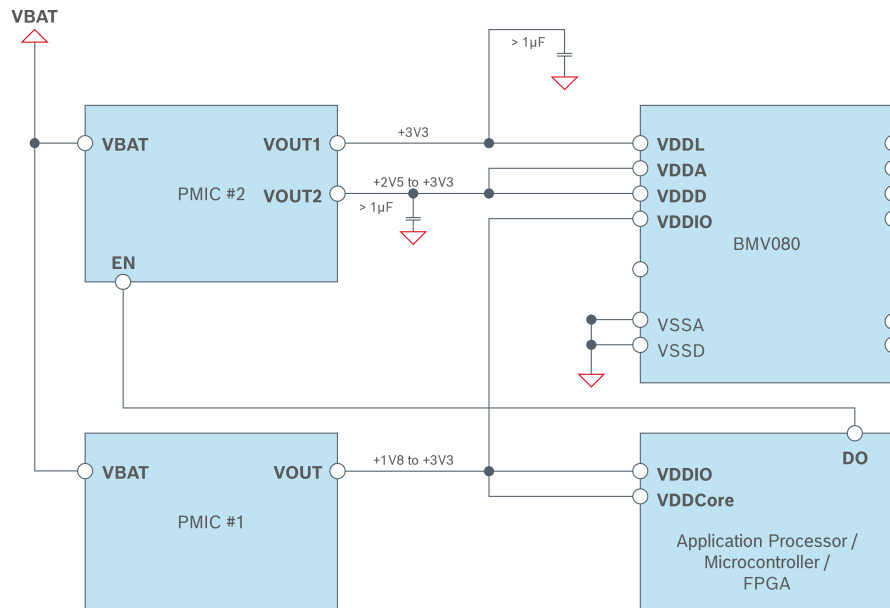 VBAT
> 1µF
VBAT
VOUT1
+3V3
VDDL
VDDA
PMIC #2
VOUT2
+2V5 to +3V3
VDDD
> 1µF
VDDIO
BMV080
EN
VSSA
VSSD
DO
VBAT
VOUT
+1V8 to +3V3
VDDIO
VDDCore
PMIC #1
Application Processor /
Microcontroller /
FPGA